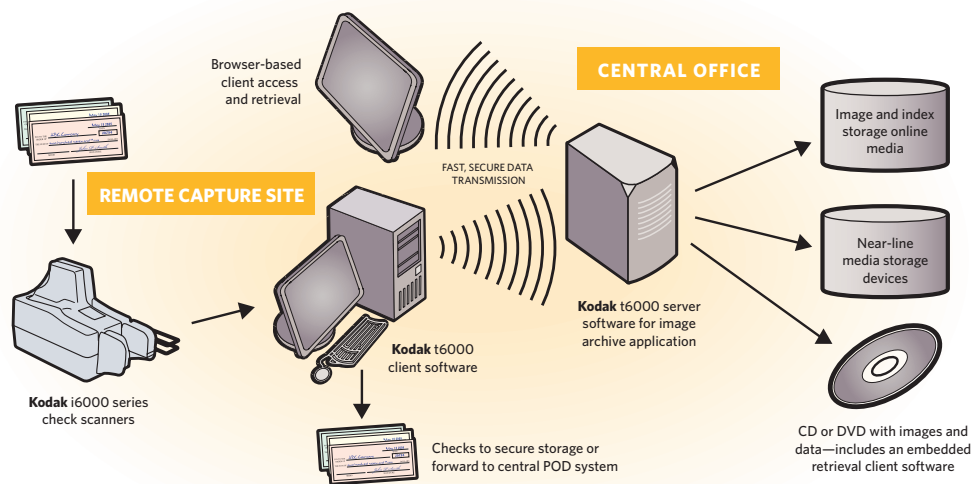 Browser-based
client access
and retrieval
CENTRAL OFFICE
Image and index
storage online
media
FAST, SECURE DATA
TRANSMISSION
REMOTE CAPTURE SITE
Near-line
media storage
devices
Kodak t6000 server
software for image
archive application
Kodak t6000
client software
Kodak i6000 series
check scanners
Checks to secure storage or
forward to central POD system
CD or DVD with images and
data—includes an embedded
retrieval client software